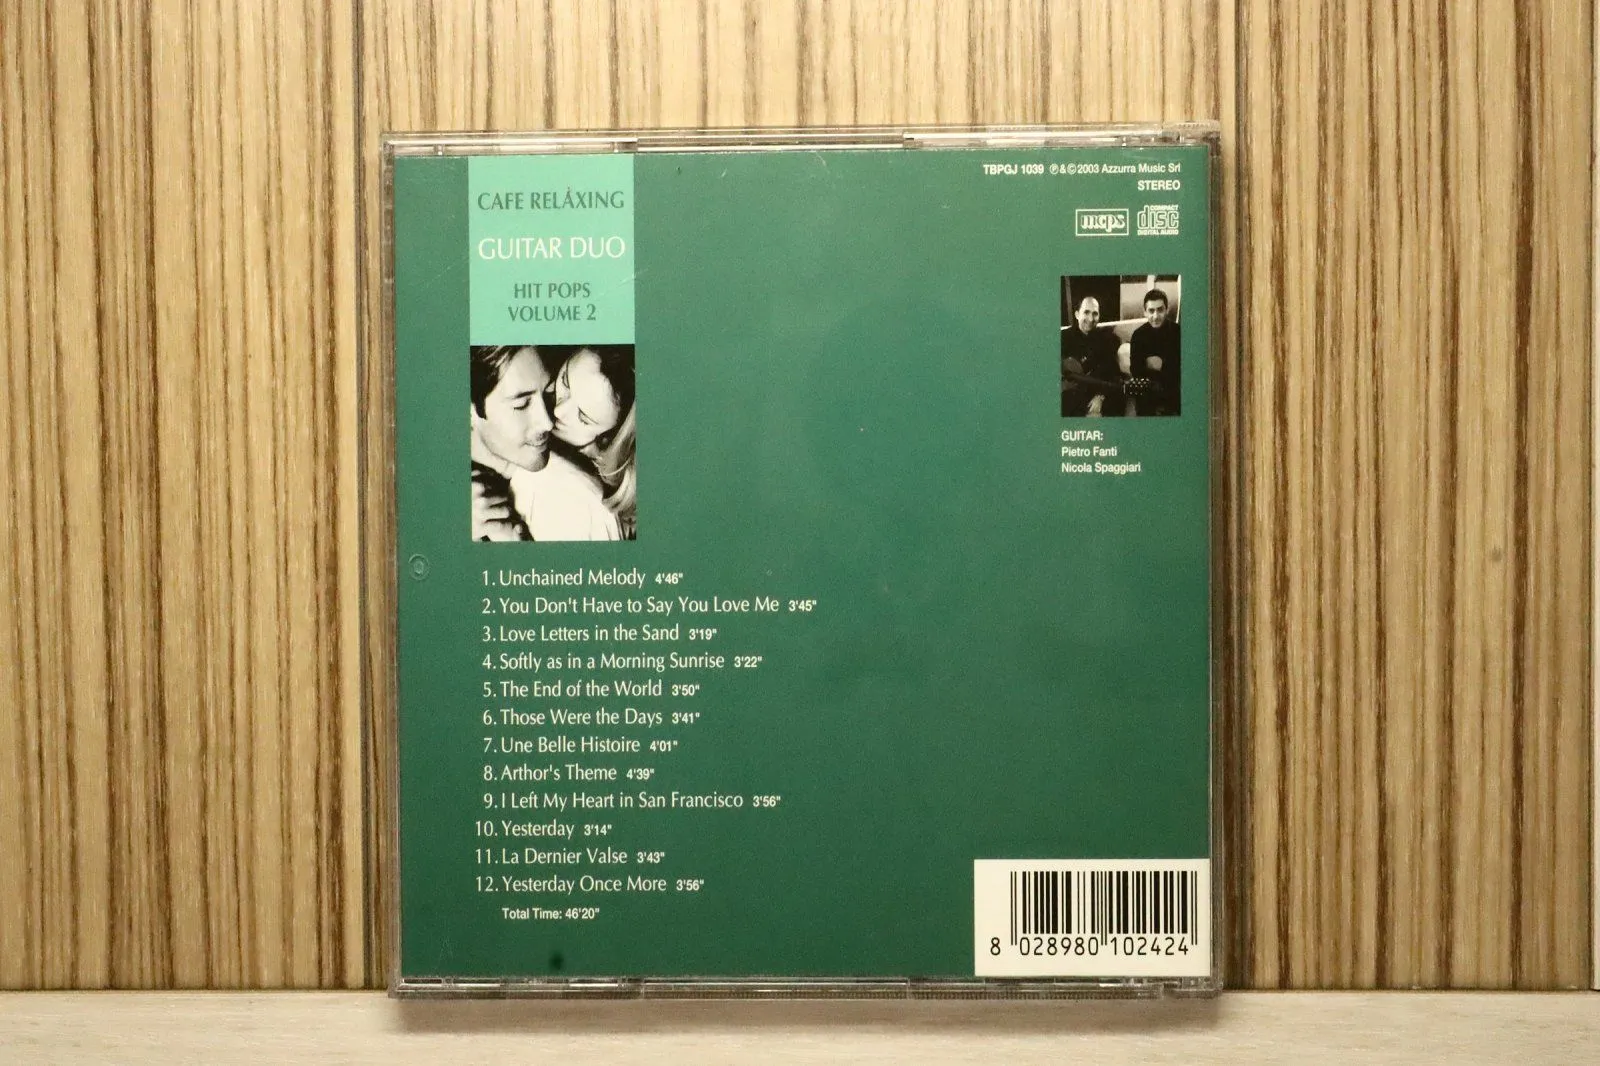 CAFE RELÅXING
GUITAR DUO
HIT POPS
VOLUME 2
TBPGJ 1039 ℗&©2003 Azzurra Music Srl
STEREO
mcps
COMPACT
disc
DIGITAL AUDIO
GUITAR:
Pietro Fanti
Nicola Spaggiari
1. Unchained Melody 4'46"
2. You Don't Have to Say You Love Me 3'45"
3. Love Letters in the Sand 3'19"
4. Softly as in a Morning Sunrise 3'22"
5. The End of the World 3'50"
6. Those Were the Days 3'41"
7. Une Belle Histoire 4'01"
8. Arthor's Theme 4'39"
9. I Left My Heart in San Francisco 3'56"
10. Yesterday 3'14"
11. La Dernier Valse 3'43"
12. Yesterday Once More 3'56"
Total Time: 46'20"
8 028980 102424